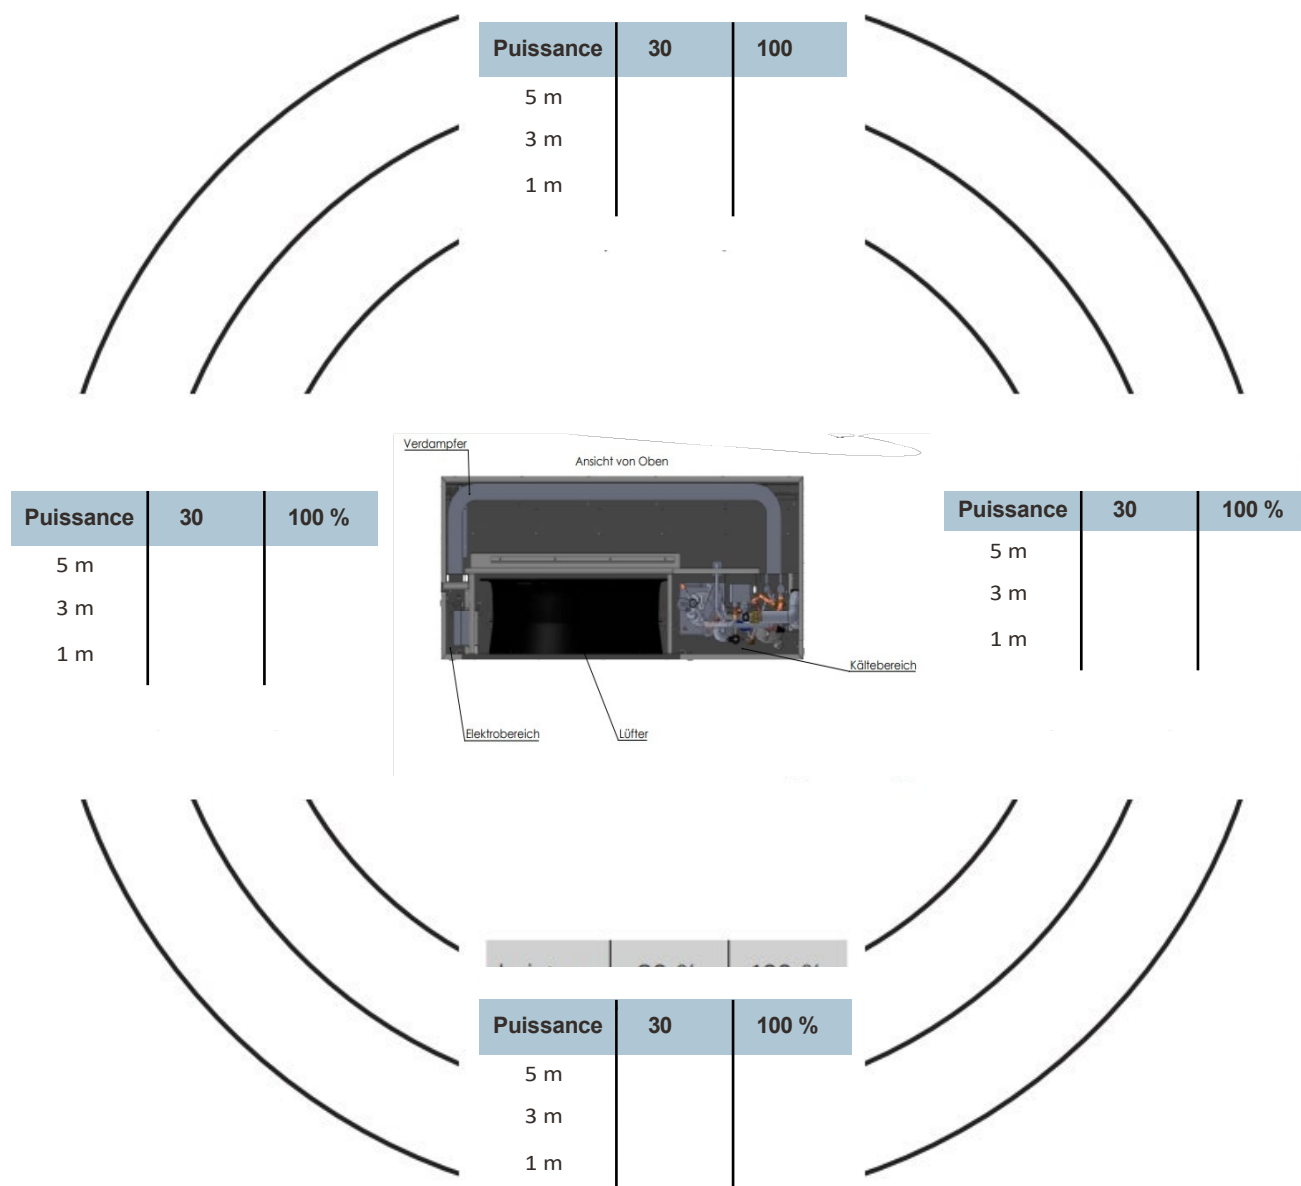 Puissance 30 100
5 m
3 m
1 m
Verdampfer
Ansicht von Oben
Puissance 30 100 %
5 m
3 m
1 m
Kältebereich
Elektrobereich
Lüfter
Puissance 30 100 %
5 m
3 m
1 m
Puissance 30 100 %
5 m
3 m
1 m